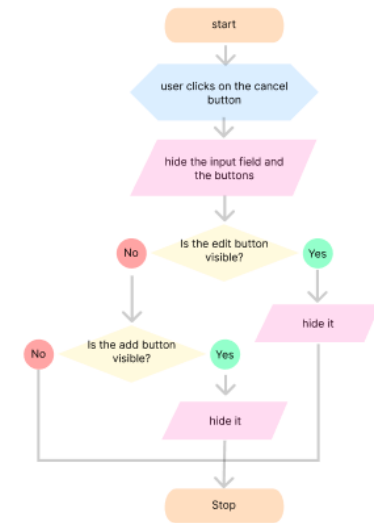 start
user clicks on the cancel
button
hide the input field and
the buttons
Is the edit button
visible?
No
Yes
hide it
Is the add button
visible?
No
Yes
hide it
Stop